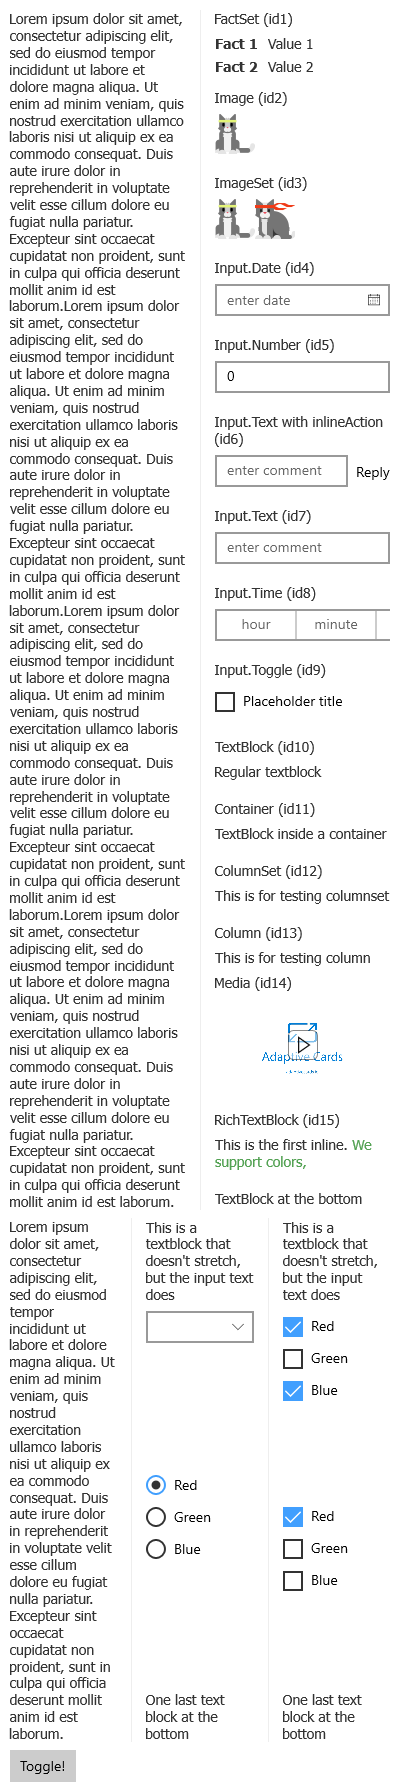 Lorem ipsum dolor sit amet,
consectetur adipiscing elit,
sed do eiusmod tempor
incididunt ut labore et
dolore magna aliqua. Ut
enim ad minim veniam, quis
nostrud exercitation ullamco
laboris nisi ut aliquip ex ea
commodo consequat. Duis
aute irure dolor in
reprehenderit in voluptate
velit esse cillum dolore eu
fugiat nulla pariatur.
Excepteur sint occaecat
cupidatat non proident, sunt
in culpa qui officia deserunt
mollit anim id est
laborum.Lorem ipsum dolor
sit amet, consectetur
adipiscing elit, sed do
eiusmod tempor incididunt
ut labore et dolore magna
aliqua. Ut enim ad minim
veniam, quis nostrud
exercitation ullamco laboris
nisi ut aliquip ex ea
commodo consequat. Duis
aute irure dolor in
reprehenderit in voluptate
velit esse cillum dolore eu
fugiat nulla pariatur.
Excepteur sint occaecat
cupidatat non proident, sunt
in culpa qui officia deserunt
mollit anim id est
laborum.Lorem ipsum dolor
sit amet, consectetur
adipiscing elit, sed do
eiusmod tempor incididunt
ut labore et dolore magna
aliqua. Ut enim ad minim
veniam, quis nostrud
exercitation ullamco laboris
nisi ut aliquip ex ea
commodo consequat. Duis
aute irure dolor in
reprehenderit in voluptate
velit esse cillum dolore eu
fugiat nulla pariatur.
Excepteur sint occaecat
cupidatat non proident, sunt
in culpa qui officia deserunt
mollit anim id est
laborum.Lorem ipsum dolor
sit amet, consectetur
adipiscing elit, sed do
eiusmod tempor incididunt
ut labore et dolore magna
aliqua. Ut enim ad minim
veniam, quis nostrud
exercitation ullamco laboris
nisi ut aliquip ex ea
commodo consequat. Duis
aute irure dolor in
reprehenderit in voluptate
velit esse cillum dolore eu
fugiat nulla pariatur.
Excepteur sint occaecat
cupidatat non proident, sunt
in culpa qui officia deserunt
mollit anim id est laborum.
FactSet (id1)
Fact 1 Value 1
Fact 2 Value 2
Image (id2)
ImageSet (id3)
Input.Date (id4)
enter date
Input.Number (id5)
0
Input.Text with inlineAction
(id6)
enter comment Reply
Input.Text (id7)
enter comment
Input.Time (id8)
hour minute
Input.Toggle (id9)
Placeholder title
TextBlock (id10)
Regular textblock
Container (id11)
TextBlock inside a container
ColumnSet (id12)
This is for testing columnset
Column (id13)
This is for testing column
Media (id14)
Adaptive Cards
RichTextBlock (id15)
This is the first inline. We
support colors,
TextBlock at the bottom
Lorem ipsum
dolor sit amet,
consectetur
adipiscing elit,
sed do eiusmod
tempor
incididunt ut
labore et dolore
magna aliqua. Ut
enim ad minim
veniam, quis
nostrud
exercitation
ullamco laboris
nisi ut aliquip ex
ea commodo
consequat. Duis
aute irure dolor
in reprehenderit
in voluptate velit
esse cillum
dolore eu fugiat
nulla pariatur.
Excepteur sint
occaecat
cupidatat non
proident, sunt in
culpa qui officia
deserunt mollit
anim id est
laborum.
This is a
textblock that
doesn't stretch,
but the input text
does
Red
Green
Blue
One last text
block at the
bottom
This is a
textblock that
doesn't stretch,
but the input
text does
Red
Green
Blue
Red
Green
Blue
One last text
block at the
bottom
Toggle!